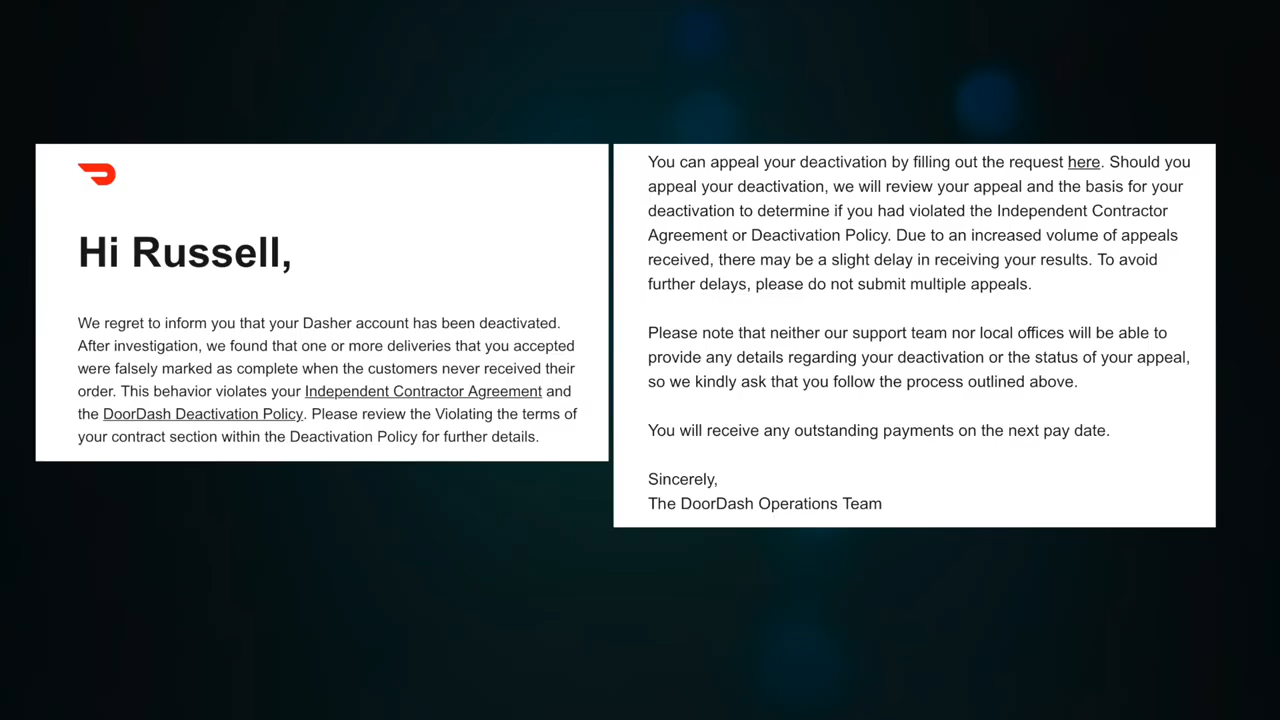 Hi Russell,
We regret to inform you that your Dasher account has been deactivated.
After investigation, we found that one or more deliveries that you accepted
were falsely marked as complete when the customers never received their
order. This behavior violates your Independent Contractor Agreement and
the DoorDash Deactivation Policy. Please review the Violating the terms of
your contract section within the Deactivation Policy for further details.
You can appeal your deactivation by filling out the request here. Should you
appeal your deactivation, we will review your appeal and the basis for your
deactivation to determine if you had violated the Independent Contractor
Agreement or Deactivation Policy. Due to an increased volume of appeals
received, there may be a slight delay in receiving your results. To avoid
further delays, please do not submit multiple appeals.
Please note that neither our support team nor local offices will be able to
provide any details regarding your deactivation or the status of your appeal,
so we kindly ask that you follow the process outlined above.
You will receive any outstanding payments on the next pay date.
Sincerely,
The DoorDash Operations Team